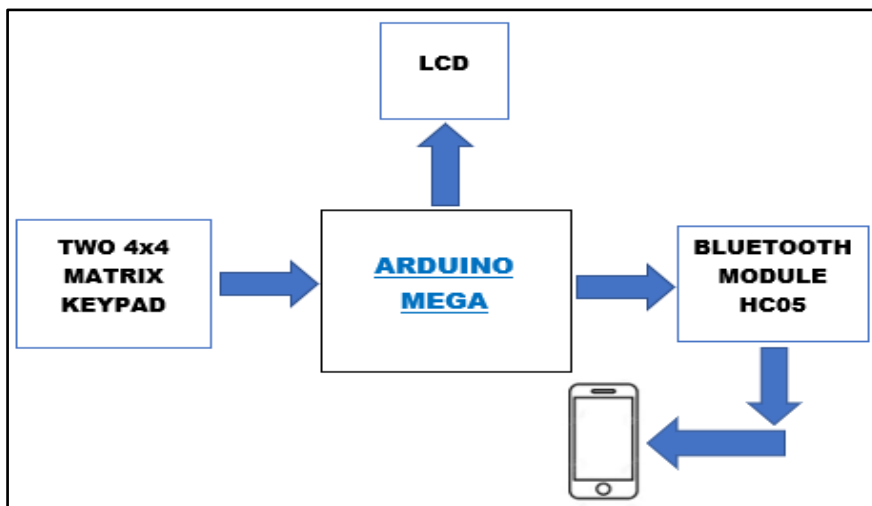 LCD
TWO 4x4
MATRIX
KEYPAD
ARDUINO
MEGA
BLUETOOTH
MODULE
HC05